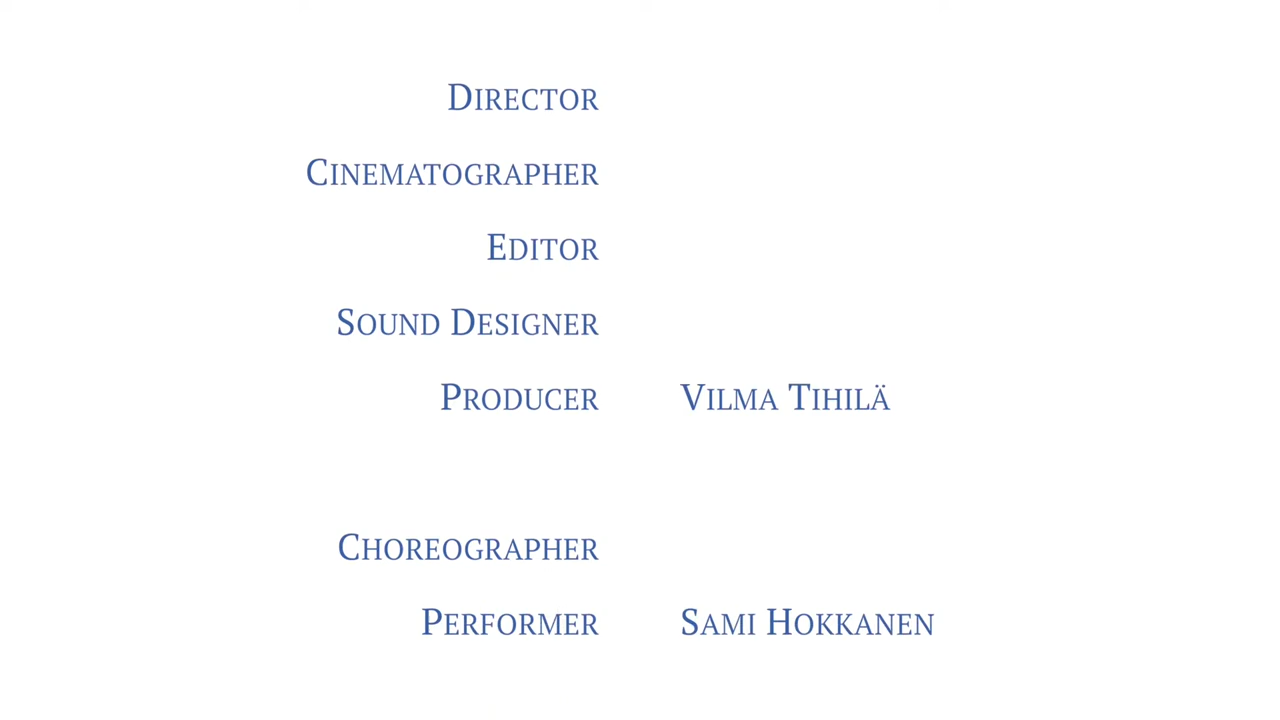 Director
Cinematographer
Editor
Sound Designer
Producer Vilma Tihilä
Choreographer
Performer Sami Hokkanen